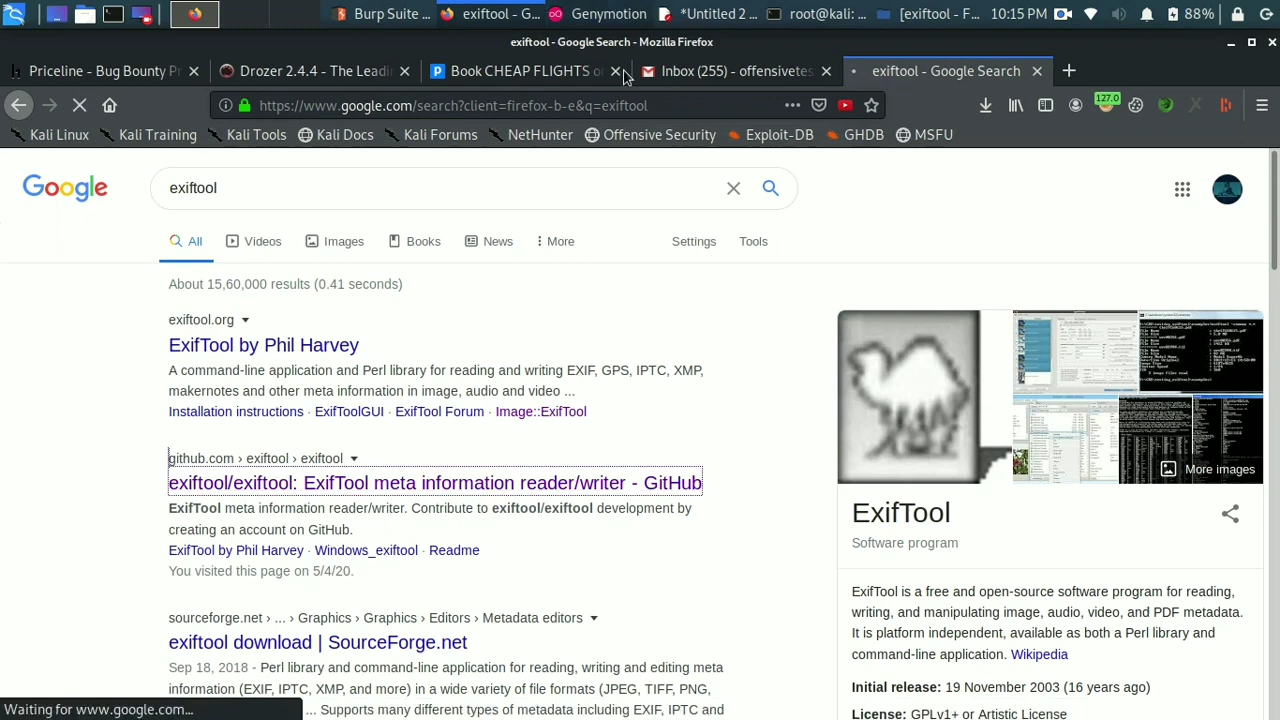 Burp Suite ...
exiftool - G...
Genymotion
*Untitled 2 ...
root@kali: ...
[exiftool - F...
10:15 PM
88%
exiftool - Google Search - Mozilla Firefox
Priceline - Bug Bounty P
Drozer 2.4.4 - The Leadi
Book CHEAP FLIGHTS o
Inbox (255) - offensivetes
exiftool - Google Search
https://www.google.com/search?client=firefox-b-e&q=exiftool
127.0
Kali Linux
Kali Training
Kali Tools
Kali Docs
Kali Forums
NetHunter
Offensive Security
Exploit-DB
GHDB
MSFU
Google
exiftool
All
Videos
Images
Books
News
More
Settings
Tools
About 15,60,000 results (0.41 seconds)
exiftool.org
ExifTool by Phil Harvey
A command-line application and Perl library for reading and editing EXIF, GPS, IPTC, XMP,
makernotes and other meta information in image, audio and video ...
Installation instructions · ExifToolGUI · ExifTool Forum · Image::ExifTool
github.com › exiftool › exiftool
exiftool/exiftool: ExifTool meta information reader/writer - GitHub
ExifTool meta information reader/writer. Contribute to exiftool/exiftool development by
creating an account on GitHub.
ExifTool by Phil Harvey · Windows_exiftool · Readme
You visited this page on 5/4/20.
sourceforge.net › ... › Graphics › Graphics › Editors › Metadata editors
exiftool download | SourceForge.net
Sep 18, 2018 - Perl library and command-line application for reading, writing and editing meta
information (EXIF, IPTC, XMP, and more) in a wide variety of file formats (JPEG, TIFF, PNG,
... Supports many different types of metadata including EXIF, IPTC and
Waiting for www.google.com...
More images
ExifTool
Software program
ExifTool is a free and open-source software program for reading,
writing, and manipulating image, audio, video, and PDF metadata.
It is platform independent, available as both a Perl library and
command-line application. Wikipedia
Initial release: 19 November 2003 (16 years ago)
License: GPLv1+ or Artistic License